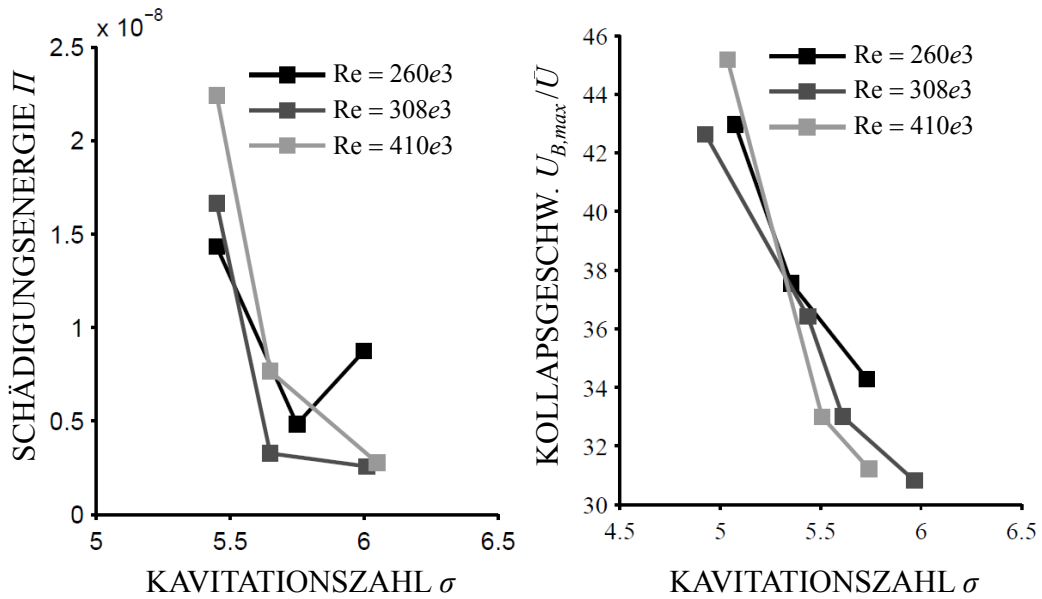 x 10⁻⁸
2.5
2
1.5
1
0.5
0
5
5.5
6
6.5
SCHÄDIGUNGSENERGIE Π
KAVITATIONSZAHL σ
Re = 260e3
Re = 308e3
Re = 410e3
46
44
42
40
38
36
34
32
30
4.5
5
5.5
6
6.5
KOLLAPSGESCHW. U_B,max/Ū
KAVITATIONSZAHL σ
Re = 260e3
Re = 308e3
Re = 410e3